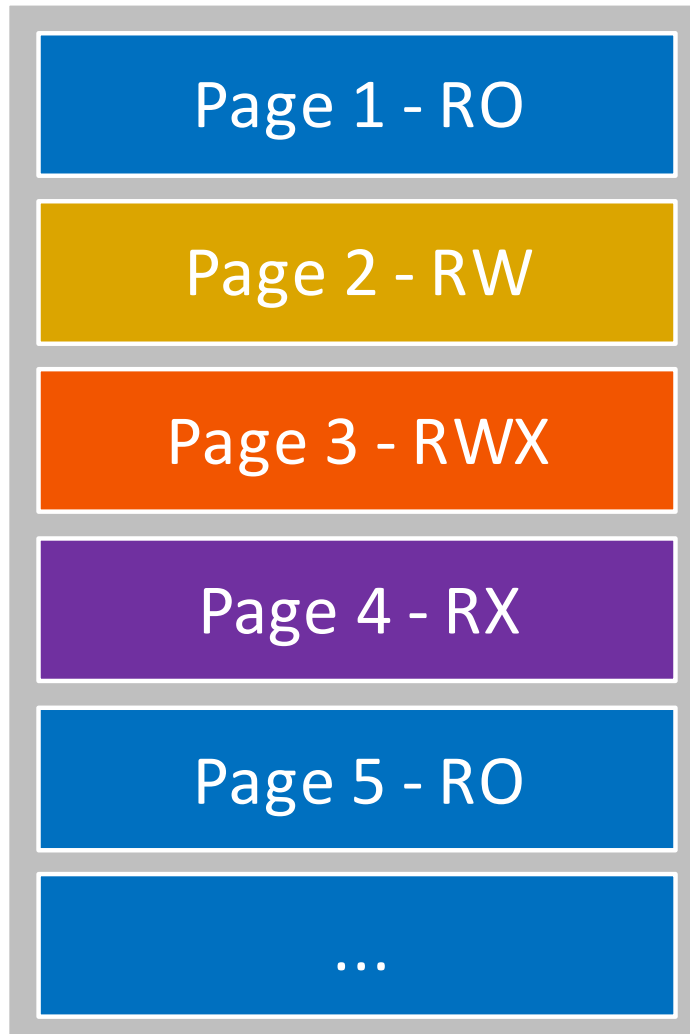 Page 1 - RO
Page 2 - RW
Page 3 - RWX
Page 4 - RX
Page 5 - RO
...